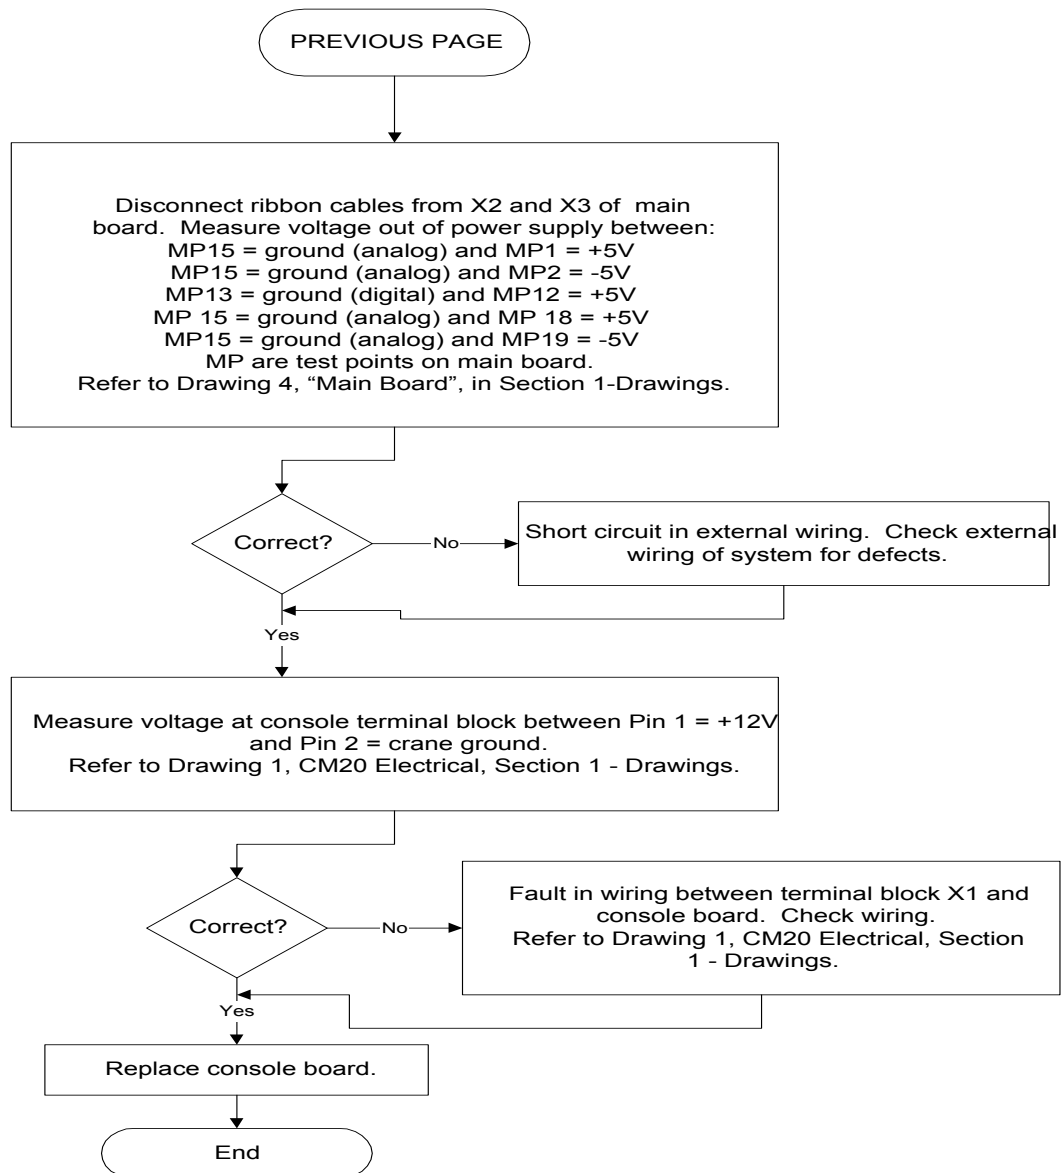 PREVIOUS PAGE
Disconnect ribbon cables from X2 and X3 of main
board. Measure voltage out of power supply between:
MP15 = ground (analog) and MP1 = +5V
MP15 = ground (analog) and MP2 = -5V
MP13 = ground (digital) and MP12 = +5V
MP 15 = ground (analog) and MP 18 = +5V
MP15 = ground (analog) and MP19 = -5V
MP are test points on main board.
Refer to Drawing 4, “Main Board”, in Section 1-Drawings.
Correct?
No
Short circuit in external wiring. Check external
wiring of system for defects.
Yes
Measure voltage at console terminal block between Pin 1 = +12V
and Pin 2 = crane ground.
Refer to Drawing 1, CM20 Electrical, Section 1 - Drawings.
Correct?
No
Fault in wiring between terminal block X1 and
console board. Check wiring.
Refer to Drawing 1, CM20 Electrical, Section
1 - Drawings.
Yes
Replace console board.
End